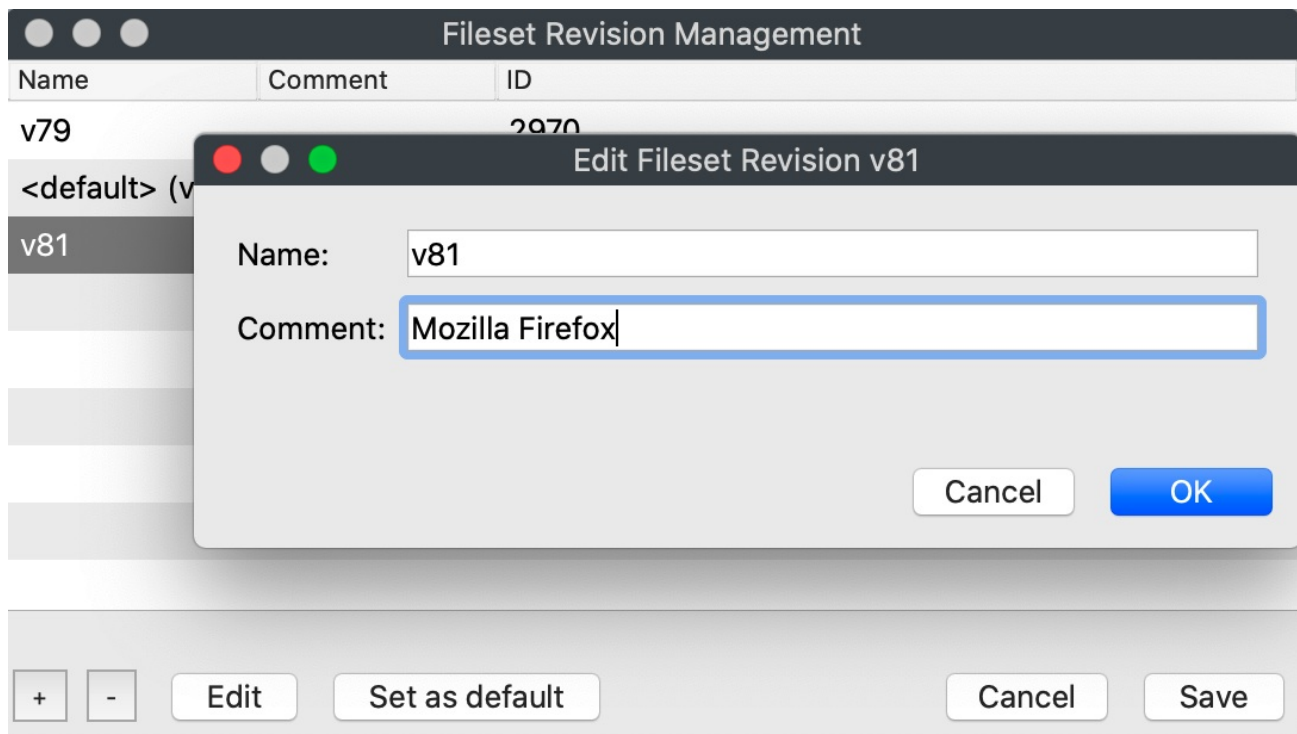 Fileset Revision Management
Name Comment ID
v79 2970
Edit Fileset Revision v81
<default> (v
v81
Name: v81
Comment: Mozilla Firefox
Cancel OK
+ - Edit Set as default Cancel Save